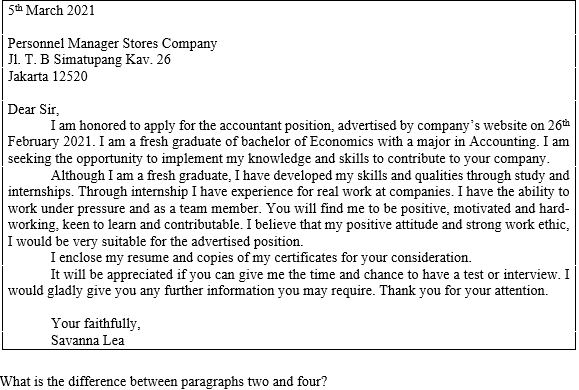 5th March 2021
Personnel Manager Stores Company
Jl. T. B Simatupang Kav. 26
Jakarta 12520
Dear Sir,
I am honored to apply for the accountant position, advertised by company's website on 26th
February 2021. I am a fresh graduate of bachelor of Economics with a major in Accounting. I am
seeking the opportunity to implement my knowledge and skills to contribute to your company.
Although I am a fresh graduate, I have developed my skills and qualities through study and
internships. Through internship I have experience for real work at companies. I have the ability to
work under pressure and as a team member. You will find me to be positive, motivated and hard-
working, keen to learn and contributable. I believe that my positive attitude and strong work ethic,
I would be very suitable for the advertised position.
I enclose my resume and copies of my certificates for your consideration.
It will be appreciated if you can give me the time and chance to have a test or interview. I
would gladly give you any further information you may require. Thank you for your attention.
Your faithfully,
Savanna Lea
What is the difference between paragraphs two and four?